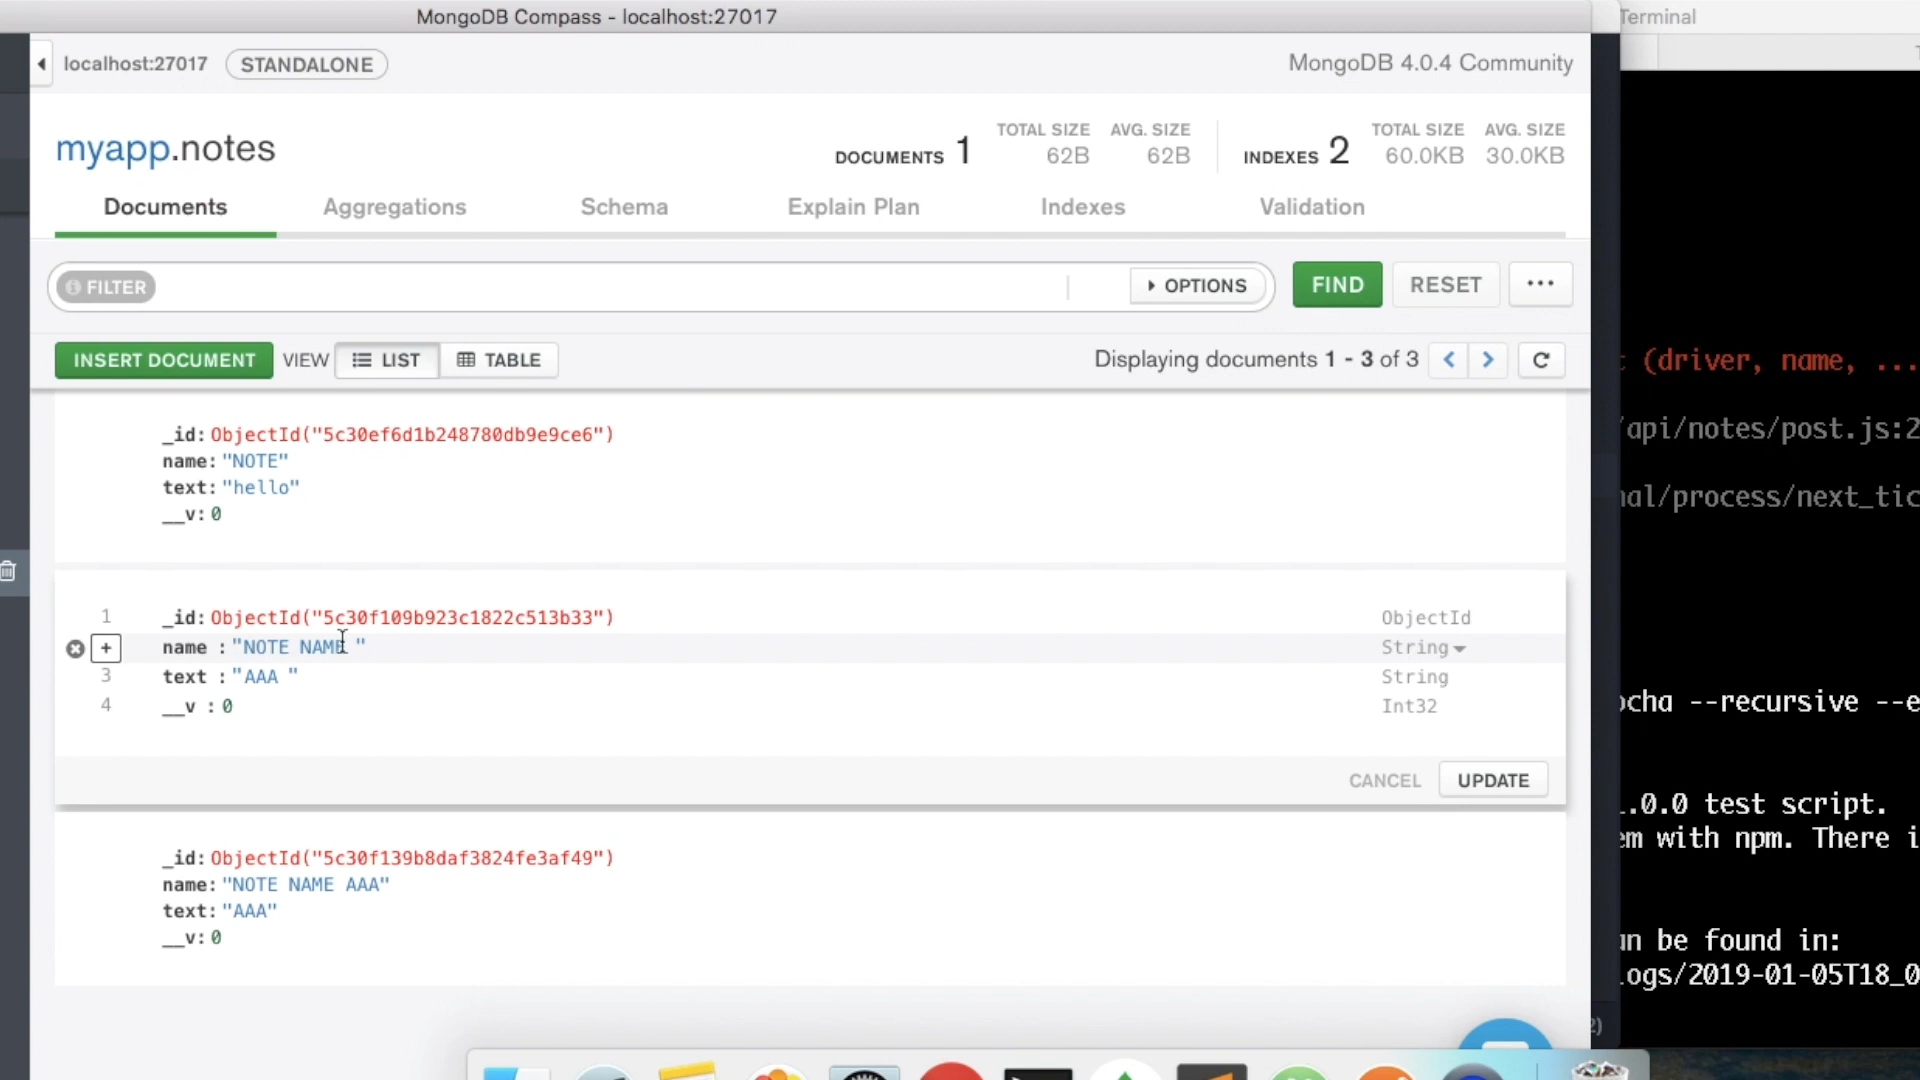 MongoDB Compass - localhost:27017
Terminal
localhost:27017 STANDALONE
MongoDB 4.0.4 Community
myapp.notes
DOCUMENTS 1
TOTAL SIZE
62B
AVG. SIZE
62B
INDEXES 2
TOTAL SIZE
60.0KB
AVG. SIZE
30.0KB
Documents Aggregations Schema Explain Plan Indexes Validation
FILTER
OPTIONS
FIND
RESET
...
INSERT DOCUMENT VIEW LIST TABLE
Displaying documents 1 - 3 of 3
_id: ObjectId("5c30ef6d1b248780db9e9ce6")
name: "NOTE"
text: "hello"
__v: 0
1 _id: ObjectId("5c30f109b923c1822c513b33") ObjectId
+ name : "NOTE NAME " String
3 text : "AAA " String
4 __v : 0 Int32
CANCEL UPDATE
_id: ObjectId("5c30f139b8daf3824fe3af49")
name: "NOTE NAME AAA"
text: "AAA"
__v: 0
(driver, name, ...
/api/notes/post.js:2
nal/process/next_tic
ocha --recursive --e
.0.0 test script.
em with npm. There i
un be found in:
logs/2019-01-05T18_0
2)